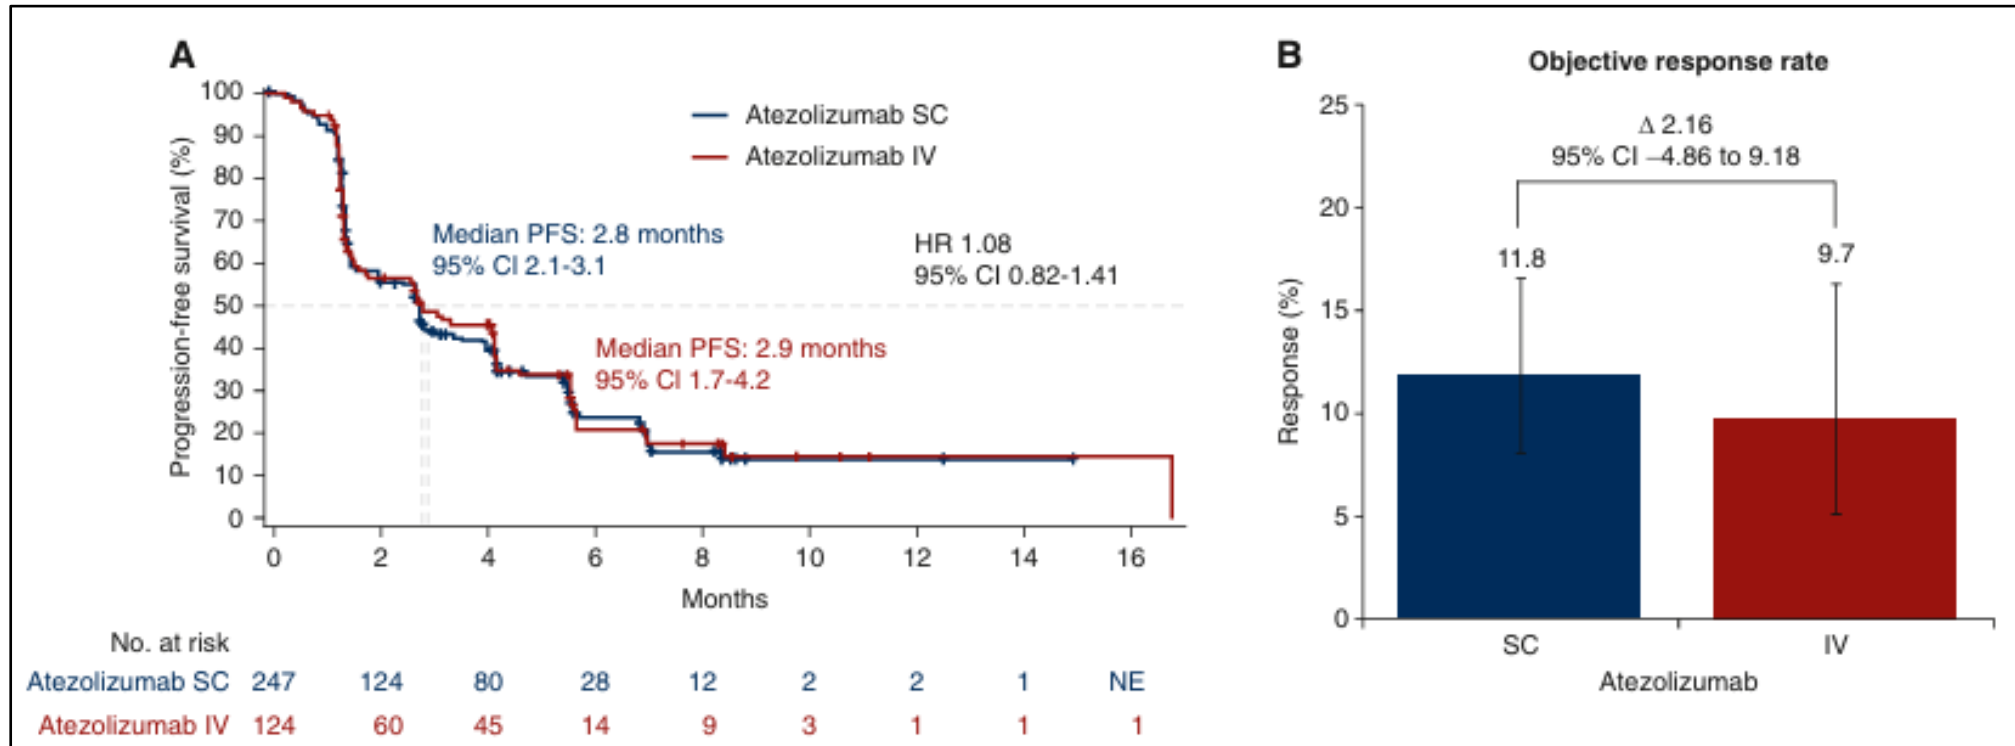 A
Progression-free survival (%)
100
90
80
70
60
50
40
30
20
10
0
Atezolizumab SC
Atezolizumab IV
Median PFS: 2.8 months
95% CI 2.1-3.1
HR 1.08
95% CI 0.82-1.41
Median PFS: 2.9 months
95% CI 1.7-4.2
0 2 4 6 8 10 12 14 16
Months
No. at risk
Atezolizumab SC 247 124 80 28 12 2 2 1 NE
Atezolizumab IV 124 60 45 14 9 3 1 1 1
B
Objective response rate
Response (%)
25
20
15
10
5
0
Δ 2.16
95% CI –4.86 to 9.18
11.8 9.7
SC IV
Atezolizumab